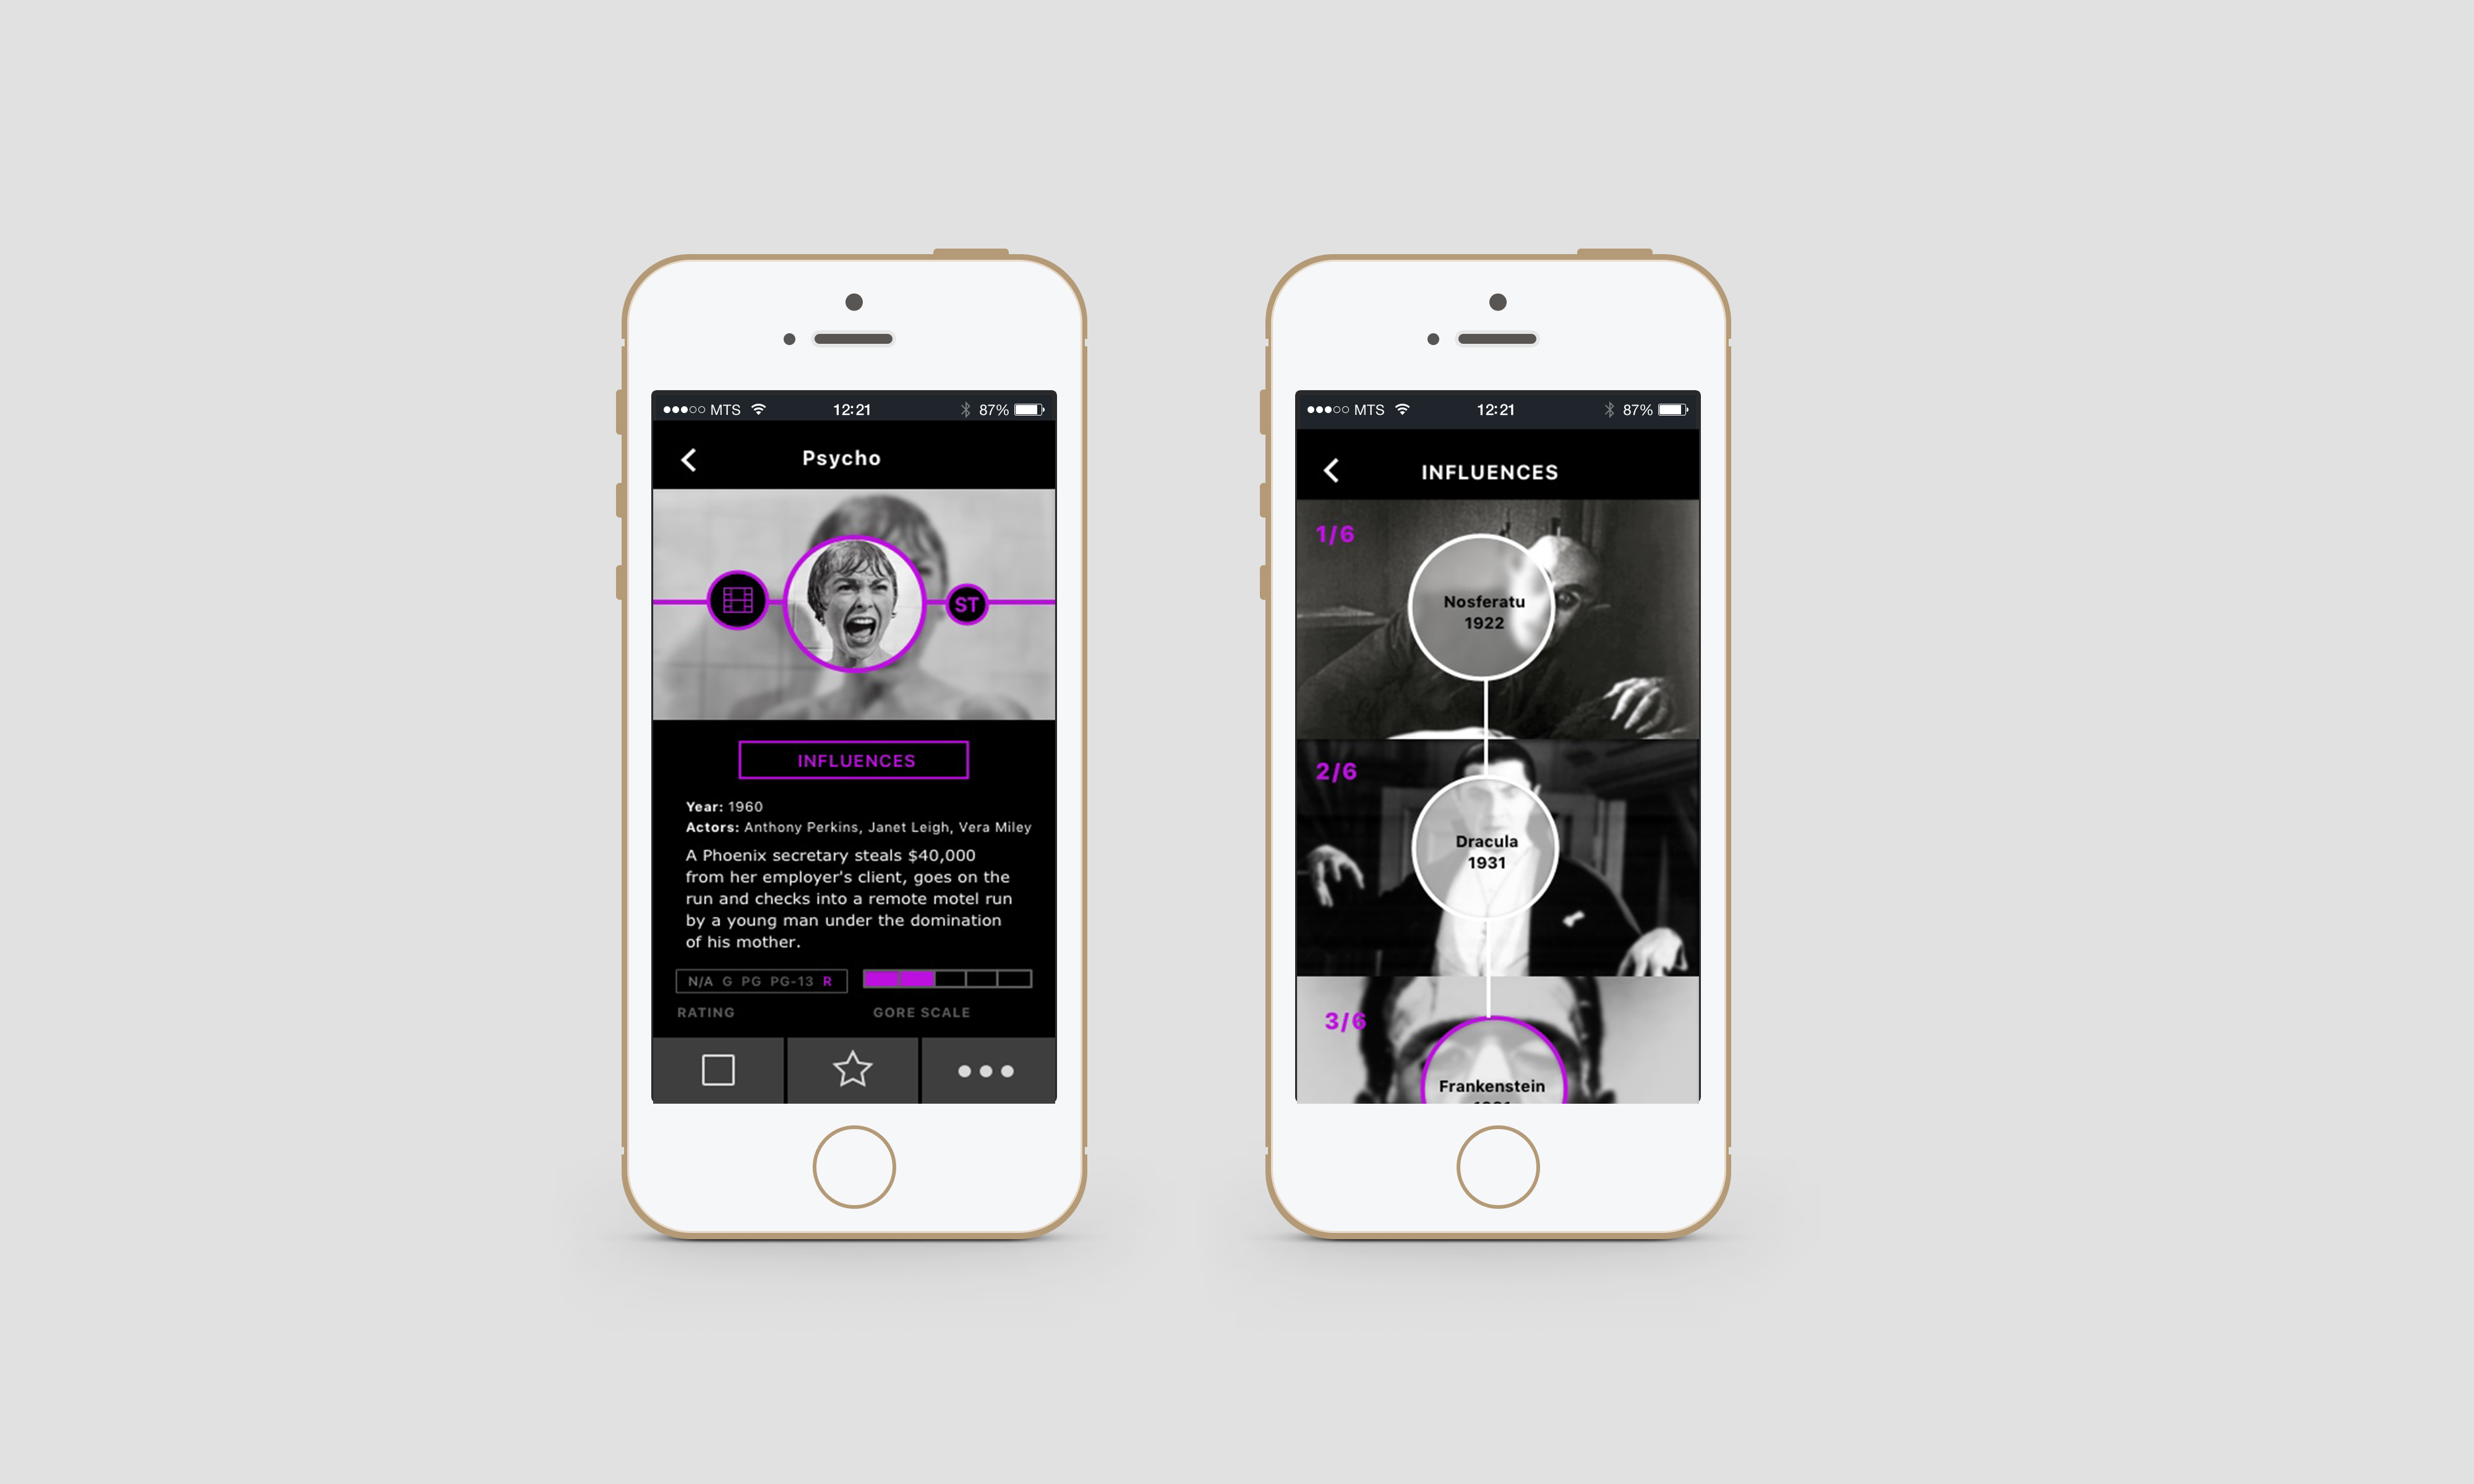 MTS 12:21 87%
Psycho
ST
INFLUENCES
Year: 1960
Actors: Anthony Perkins, Janet Leigh, Vera Miley
A Phoenix secretary steals $40,000
from her employer's client, goes on the
run and checks into a remote motel run
by a young man under the domination
of his mother.
N/A G PG PG-13 R
RATING GORE SCALE
MTS 12:21 87%
INFLUENCES
1/6
Nosferatu
1922
2/6
Dracula
1931
3/6
Frankenstein